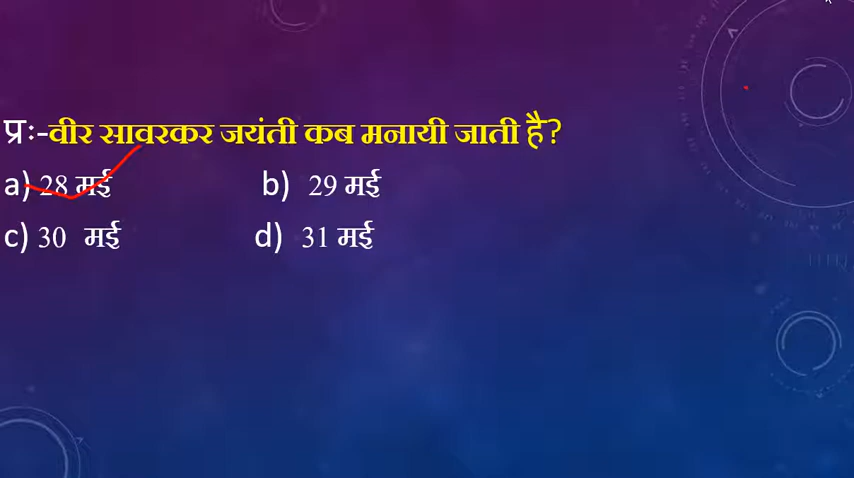 प्रः-वीर सावरकर जयंती कब मनायी जाती है?
a) 28 मई b) 29 मई
c) 30 मई d) 31 मई